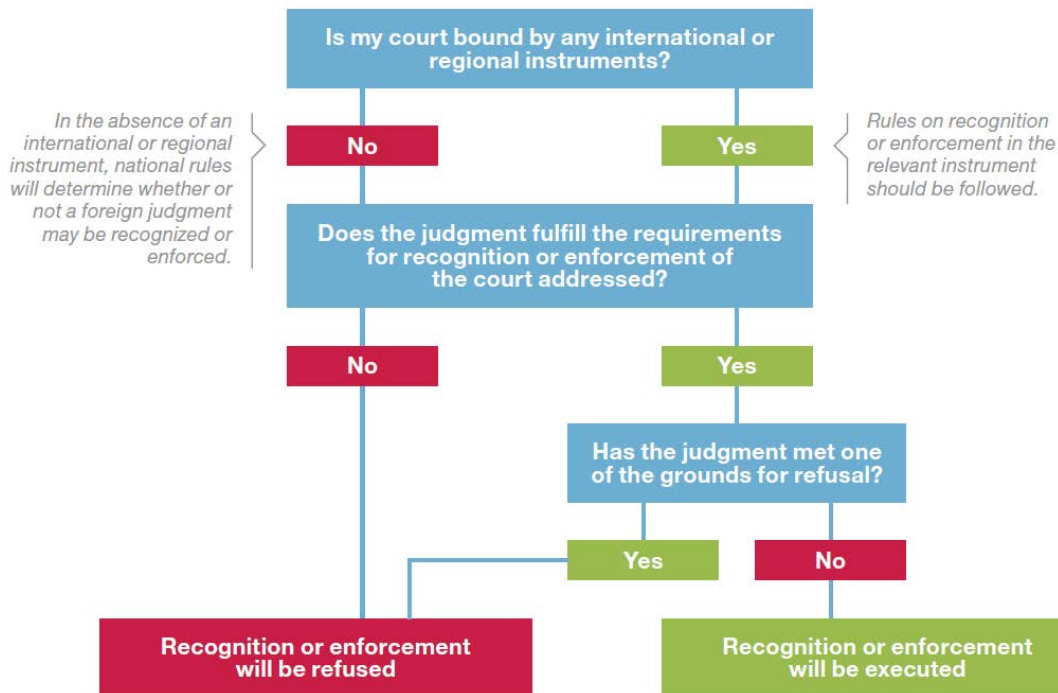 Is my court bound by any international or
regional instruments?
In the absence of an
international or regional
instrument, national rules
will determine whether or
not a foreign judgment
may be recognized or
enforced.
No
Yes
Rules on recognition
or enforcement in the
relevant instrument
should be followed.
Does the judgment fulfill the requirements
for recognition or enforcement of
the court addressed?
No
Yes
Has the judgment met one
of the grounds for refusal?
Yes
No
Recognition or enforcement
will be refused
Recognition or enforcement
will be executed